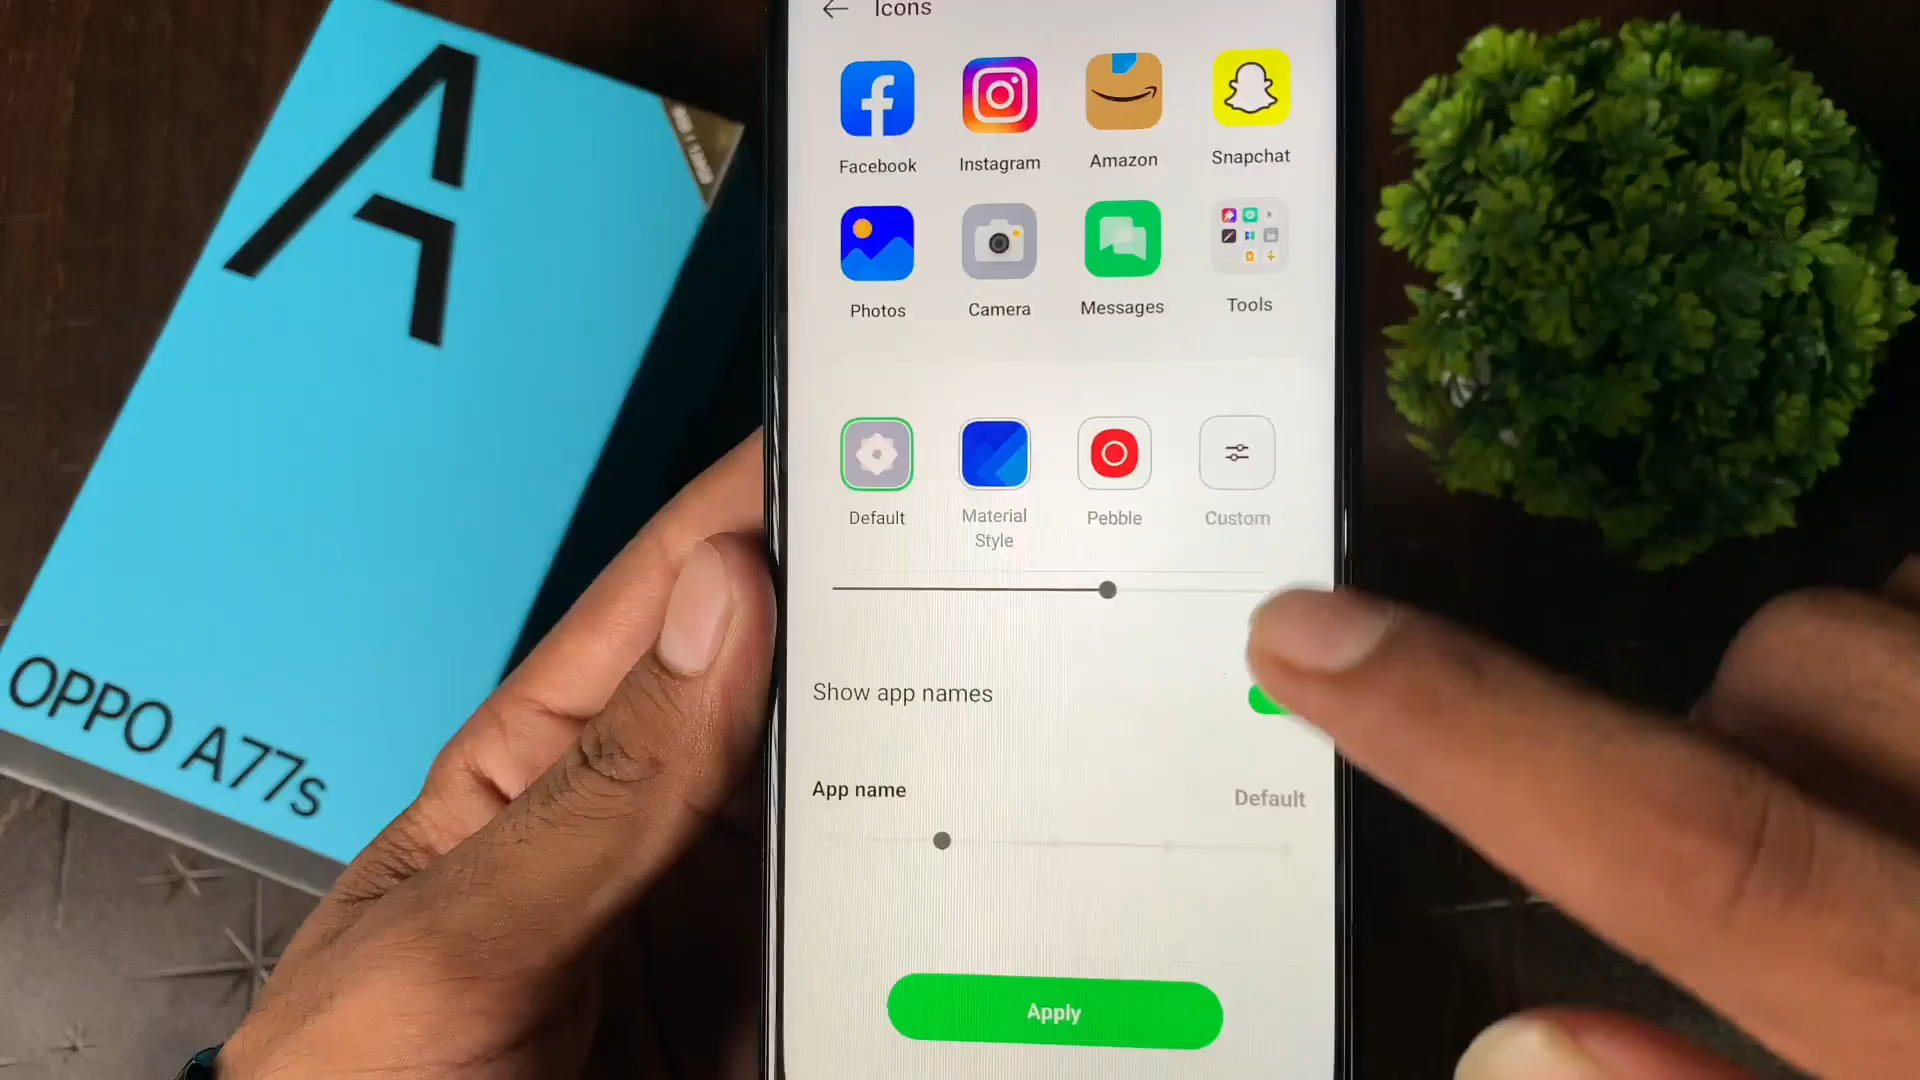 Icons
Facebook
Instagram
Amazon
Snapchat
Photos
Camera
Messages
Tools
Default
Material
Style
Pebble
Custom
Show app names
App name
Default
Apply
A
OPPO A77s